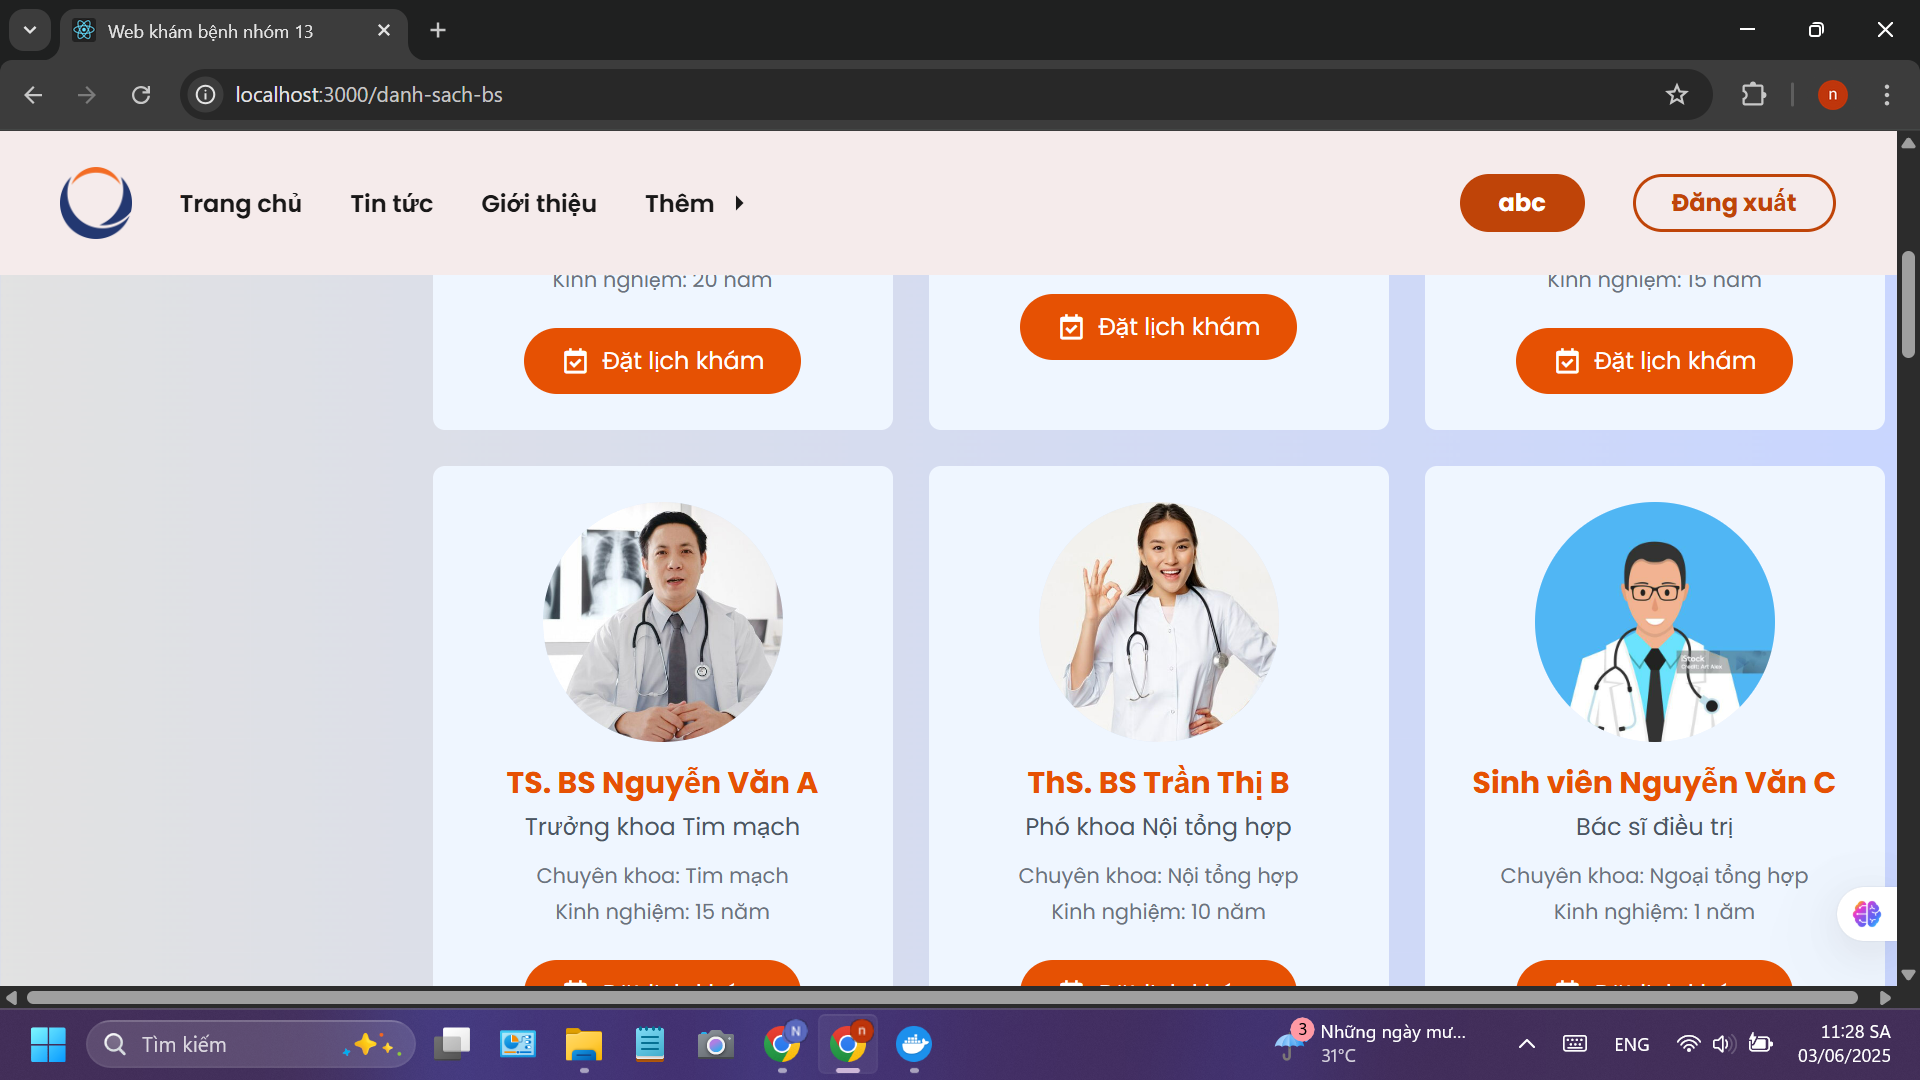 Web khám bệnh nhóm 13
localhost:3000/danh-sach-bs
n
Trang chủ
Tin tức
Giới thiệu
Thêm
abc
Đăng xuất
Kinh nghiệm: 20 năm
Kinh nghiệm: 15 năm
Đặt lịch khám
Đặt lịch khám
Đặt lịch khám
TS. BS Nguyễn Văn A
Trưởng khoa Tim mạch
Chuyên khoa: Tim mạch
Kinh nghiệm: 15 năm
ThS. BS Trần Thị B
Phó khoa Nội tổng hợp
Chuyên khoa: Nội tổng hợp
Kinh nghiệm: 10 năm
iStock
Sinh viên Nguyễn Văn C
Bác sĩ điều trị
Chuyên khoa: Ngoại tổng hợp
Kinh nghiệm: 1 năm
Tìm kiếm
N
n
3
Những ngày mư...
31°C
ENG
11:28 SA
03/06/2025